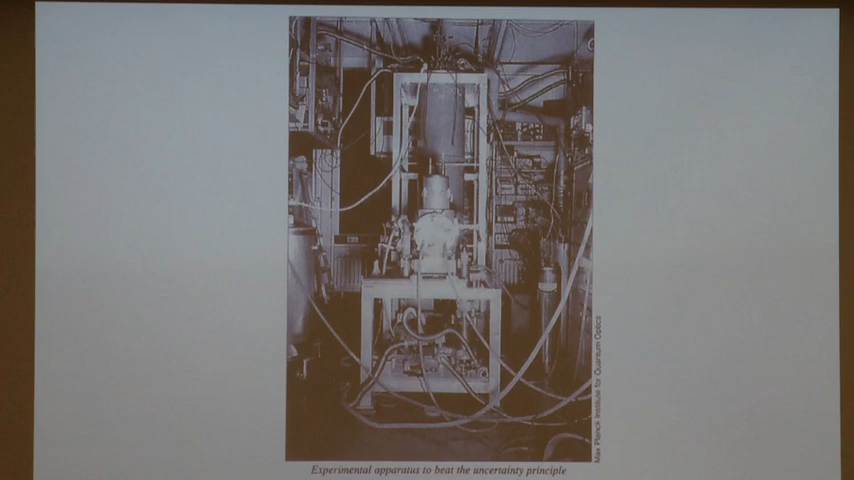 Max Planck Institute for Quantum Optics
Experimental apparatus to beat the uncertainty principle